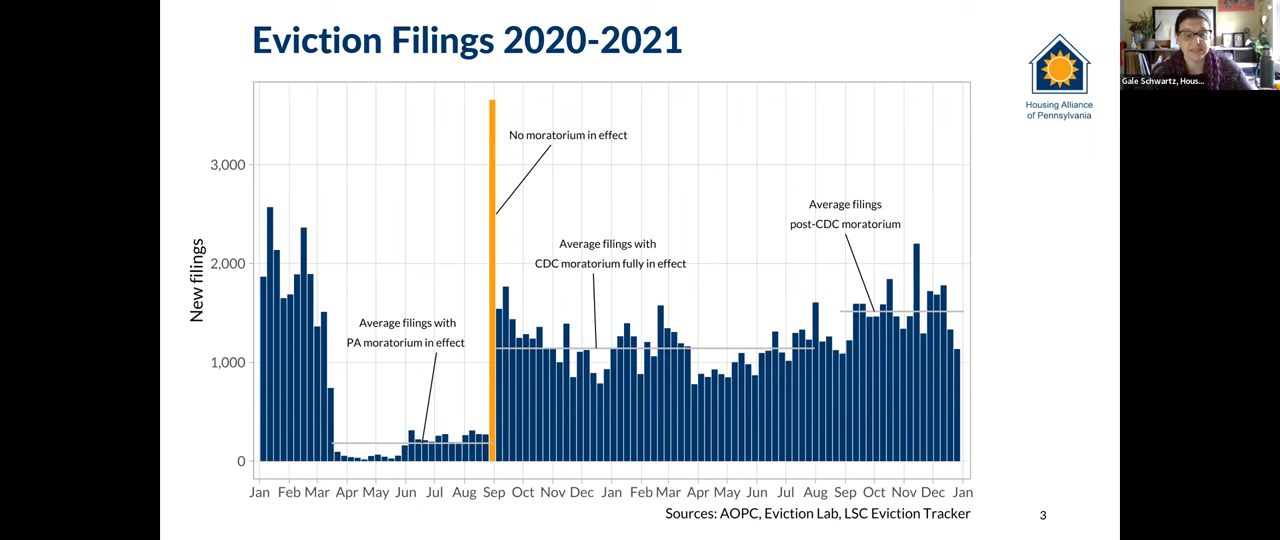 Eviction Filings 2020-2021
Gale Schwartz, Hous...
Housing Alliance
of Pennsylvania
No moratorium in effect
3,000
Average filings
post-CDC moratorium
Average filings with
CDC moratorium fully in effect
2,000
New filings
Average filings with
PA moratorium in effect
1,000
0
Jan Feb Mar Apr May Jun Jul Aug Sep Oct Nov Dec Jan Feb Mar Apr May Jun Jul Aug Sep Oct Nov Dec Jan
Sources: AOPC, Eviction Lab, LSC Eviction Tracker
3